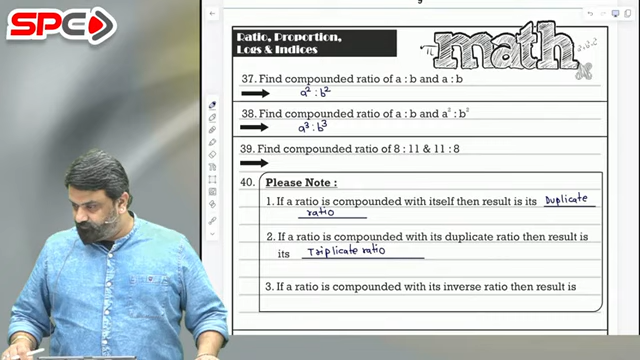 SPC
Ratio, Proportion,
Logs & Indices
math
37. Find compounded ratio of a : b and a : b
a² : b²
38. Find compounded ratio of a : b and a² : b²
a³ : b³
39. Find compounded ratio of 8 : 11 & 11 : 8
40. Please Note :
1. If a ratio is compounded with itself then result is its Duplicate
ratio
2. If a ratio is compounded with its duplicate ratio then result is
its Triplicate ratio
3. If a ratio is compounded with its inverse ratio then result is